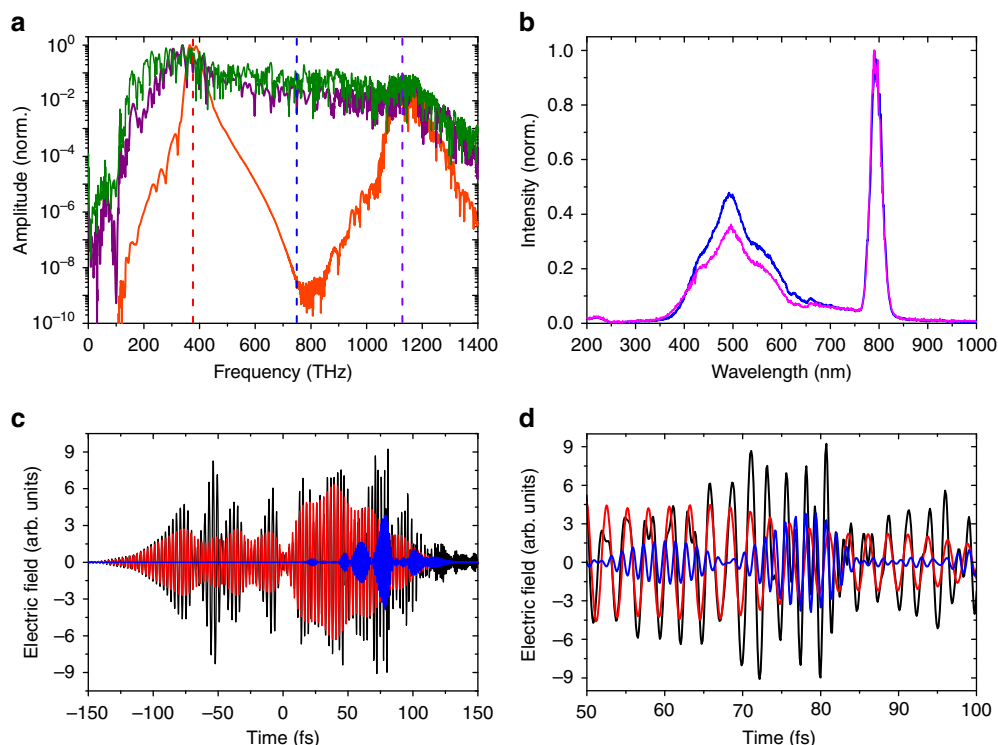 a
10^0
10^-2
10^-4
10^-6
10^-8
10^-10
Amplitude (norm.)
0 200 400 600 800 1000 1200 1400
Frequency (THz)
b
1.0
0.8
0.6
0.4
0.2
0.0
Intensity (norm.)
200 300 400 500 600 700 800 900 1000
Wavelength (nm)
c
9
6
3
0
−3
−6
−9
Electric field (arb. units)
−150 −100 −50 0 50 100 150
Time (fs)
d
9
6
3
0
−3
−6
−9
Electric field (arb. units)
50 60 70 80 90 100
Time (fs)